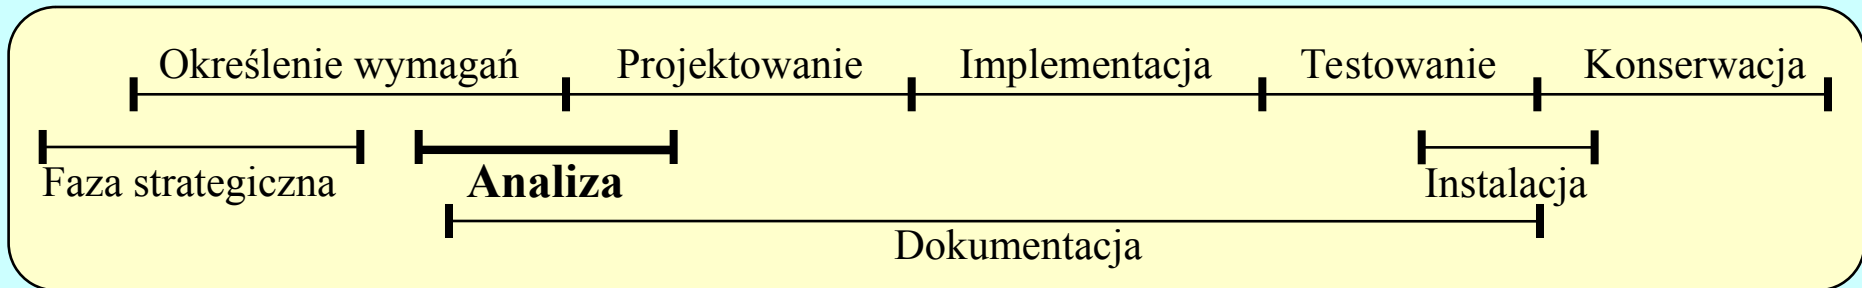 Określenie wymagań Projektowanie Implementacja Testowanie Konserwacja
Faza strategiczna Analiza Instalacja
Dokumentacja